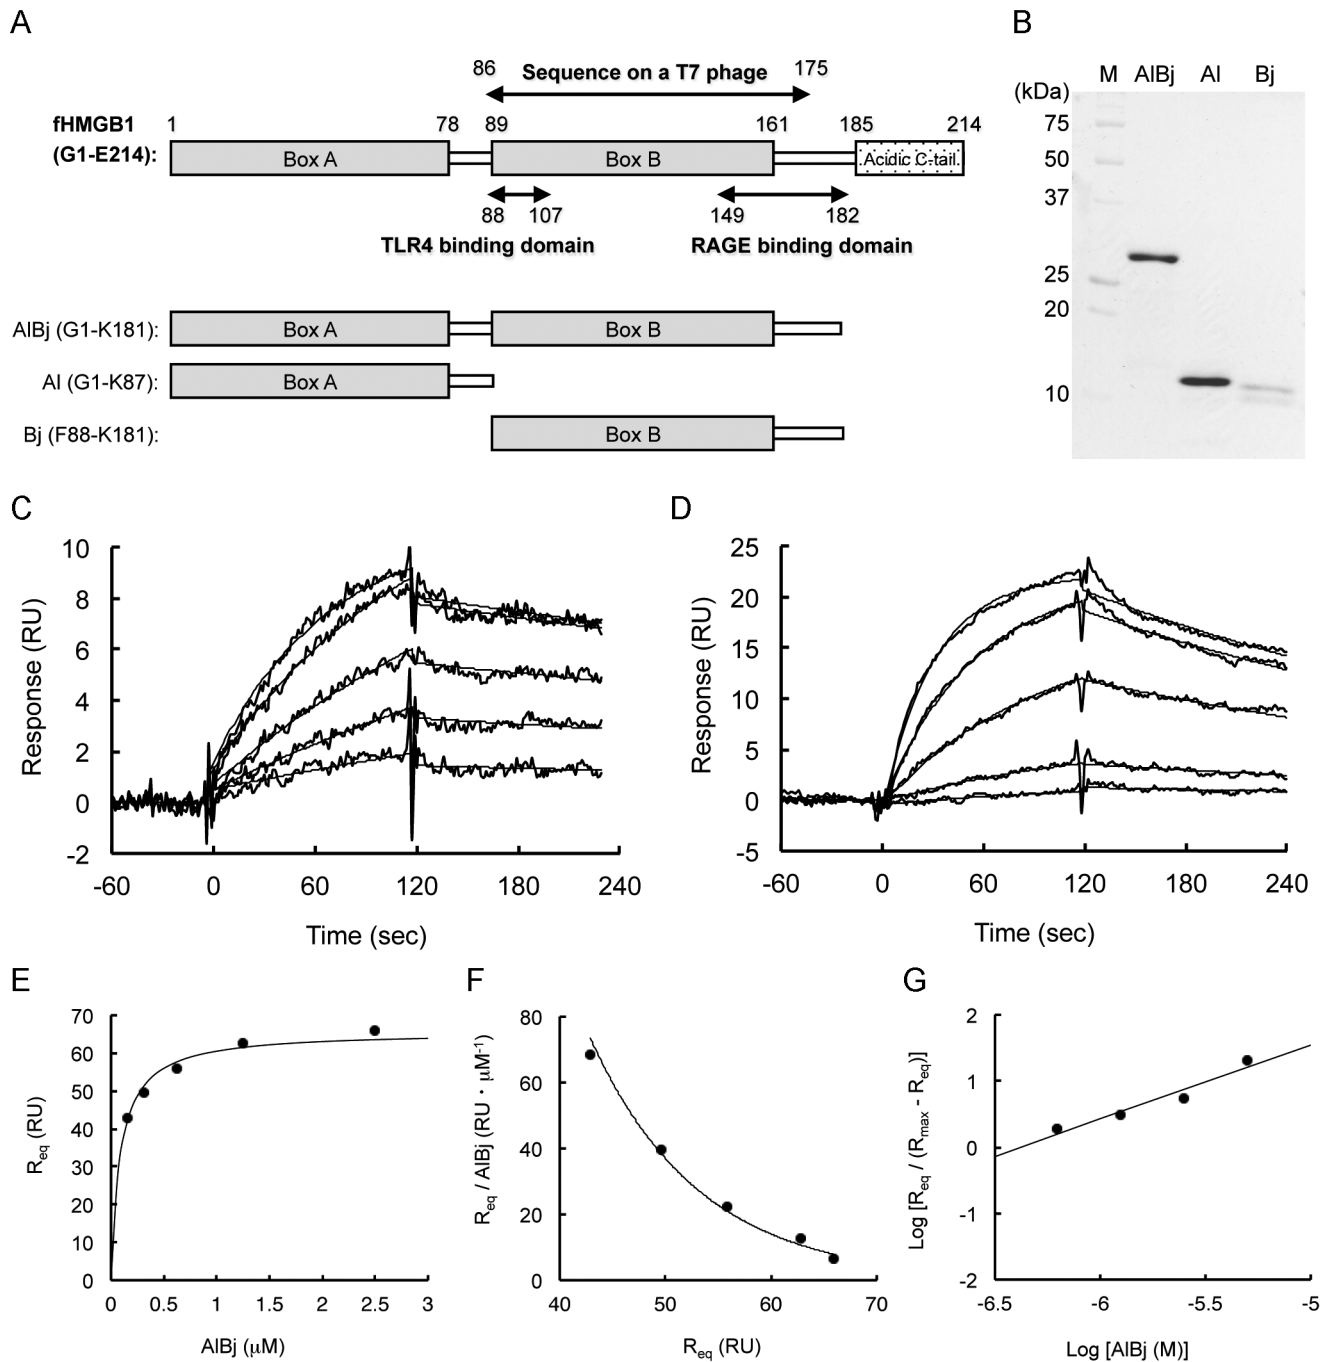 A
86 Sequence on a T7 phage 175
fHMGB1 1 78 89 161 185 214
(G1-E214): Box A Box B Acidic C-tail
88 107 149 182
TLR4 binding domain RAGE binding domain
AlBj (G1-K181): Box A Box B
Al (G1-K87): Box A
Bj (F88-K181): Box B
B
M AlBj Al Bj
(kDa)
75
50
37
25
20
10
C
Response (RU)
10
8
6
4
2
0
-2
-60 0 60 120 180 240
Time (sec)
D
Response (RU)
25
20
15
10
5
0
-5
-60 0 60 120 180 240
Time (sec)
E
Req (RU)
70
60
50
40
30
20
10
0
0 0.5 1 1.5 2 2.5 3
AlBj (μM)
F
Req / AlBj (RU · μM-1)
80
60
40
20
0
40 50 60 70
Req (RU)
G
Log [Req / (Rmax - Req)]
2
1
0
-1
-2
-6.5 -6 -5.5 -5
Log [AlBj (M)]